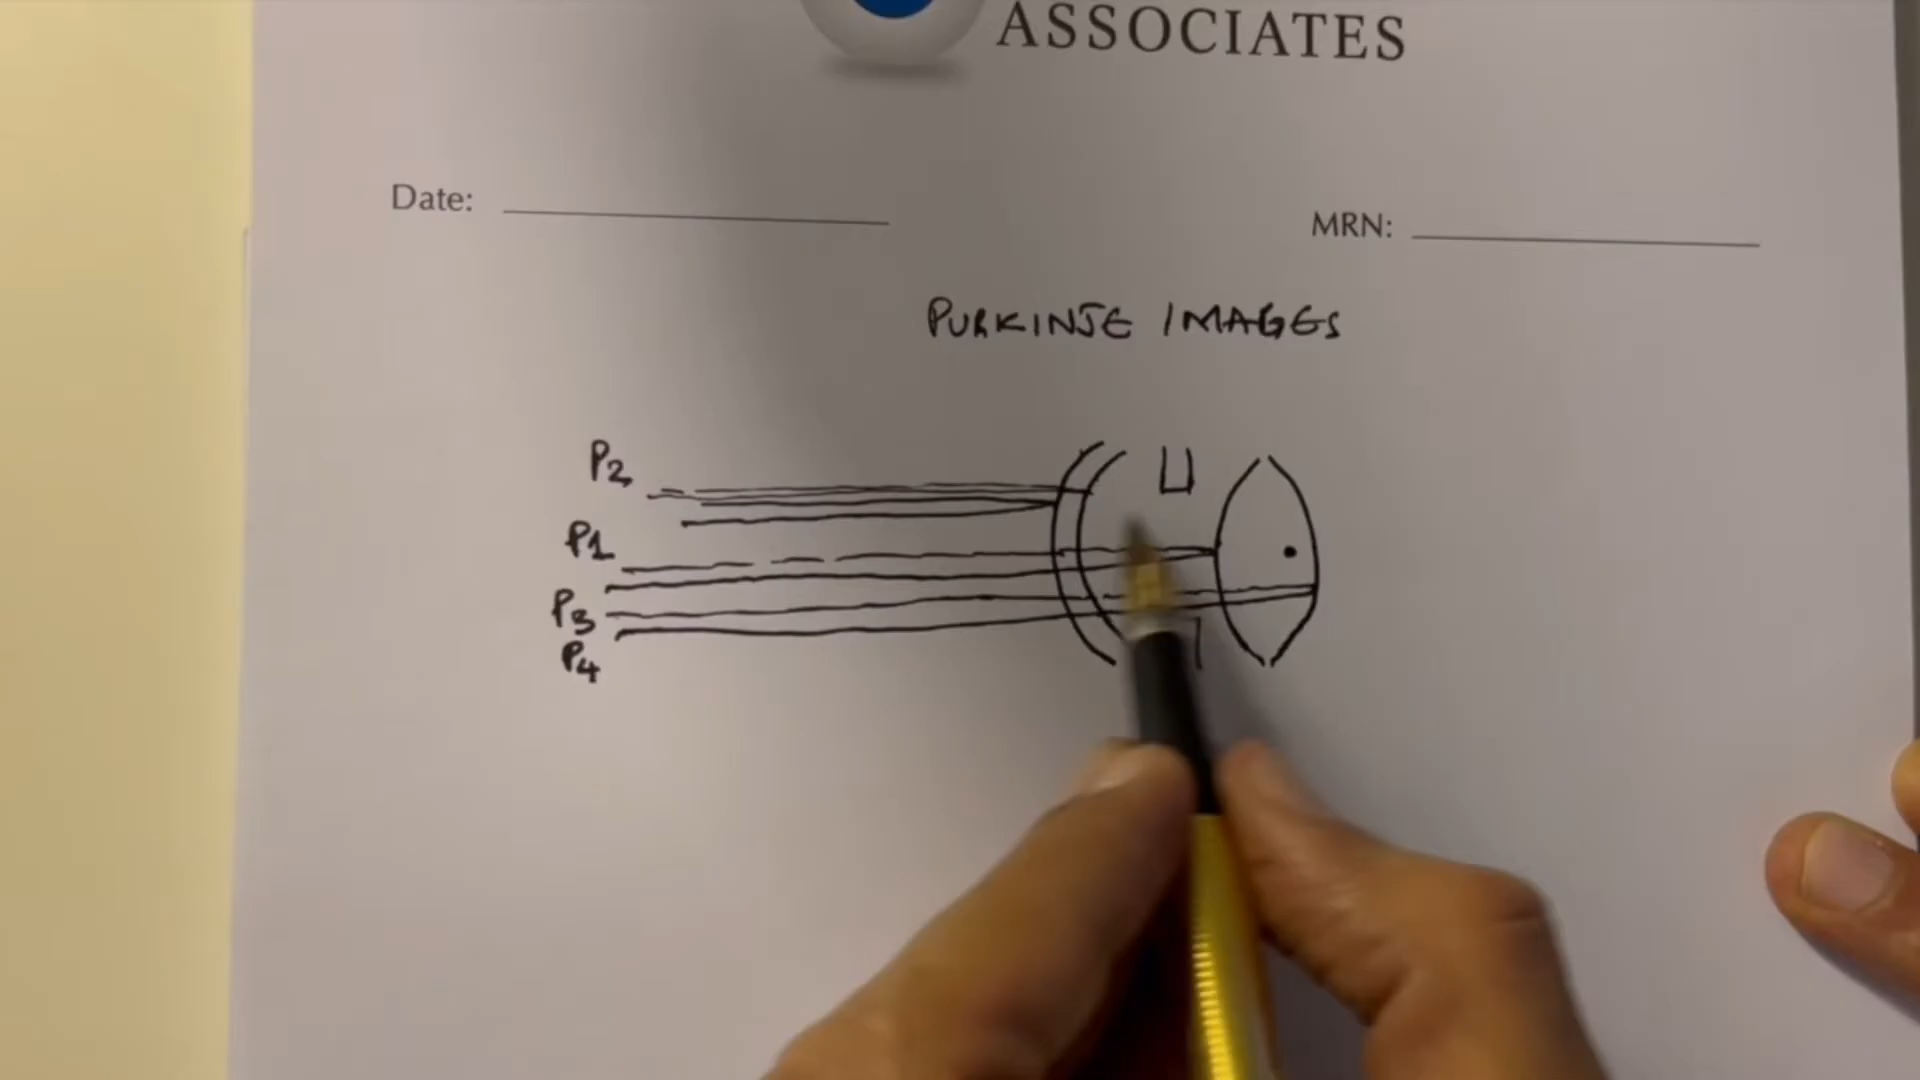 ASSOCIATES
Date:
MRN:
PURKINJE IMAGES
P2
P1
P3
P4